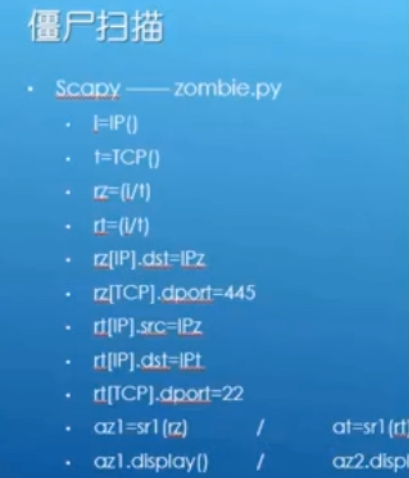 僵尸扫描
• Scapy —— zombie.py
• i=IP()
• t=TCP()
• rz=(i/t)
• rt=(i/t)
• rz[IP].dst=IPz
• rz[TCP].dport=445
• rt[IP].src=IPz
• rt[IP].dst=IPt
• rt[TCP].dport=22
• az1=sr1(rz) / at=sr1(rt)
• az1.display() / az2.displ